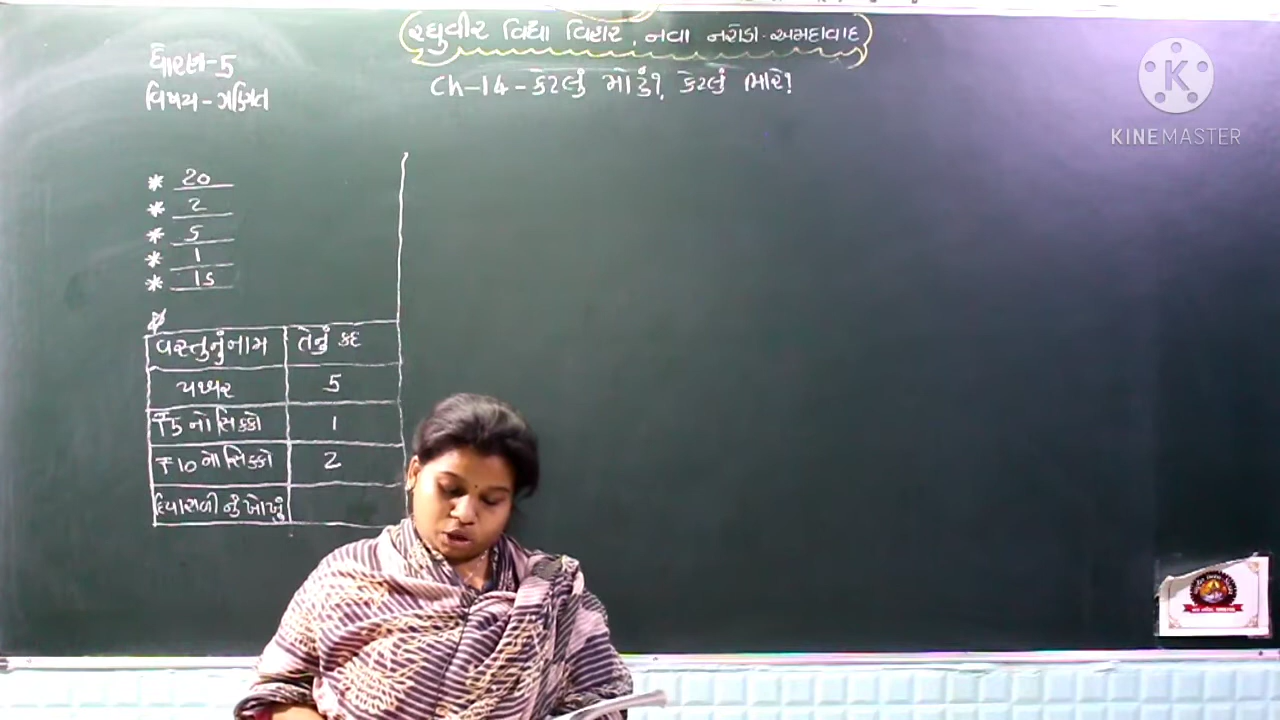 રઘુવીર વિદ્યા વિહાર, નવા નરોડા-અમદાવાદ
ધોરણ-5
વિષય-ગણિત
Ch-14-કેટલું મોટું?, કેટલું ભારે?
KINEMASTER
* 20
* 2
* 5
* 1
* 15
વસ્તુનું નામ તેનું કદ
પથ્થર 5
₹5 નો સિક્કો 1
₹10 નો સિક્કો 2
દિવાસળી નું ખોખું